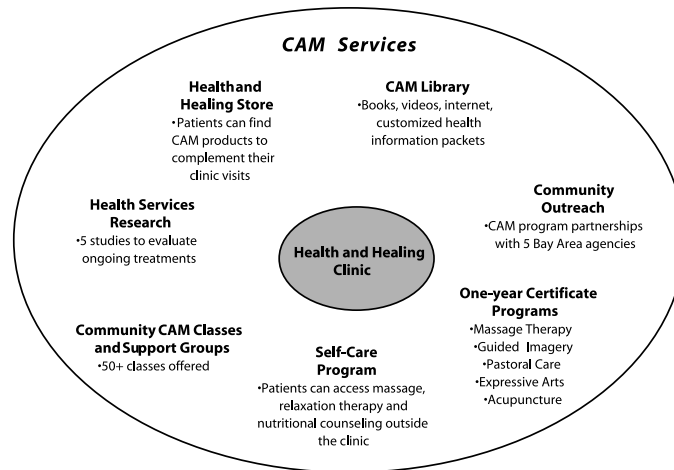 CAM Services
Health and
Healing Store
•Patients can find
CAM products to
complement their
clinic visits
CAM Library
•Books, videos, internet,
customized health
information packets
Health Services
Research
•5 studies to evaluate
ongoing treatments
Community
Outreach
•CAM program partnerships
with 5 Bay Area agencies
Health and Healing
Clinic
Community CAM Classes
and Support Groups
•50+ classes offered
Self-Care
Program
•Patients can access massage,
relaxation therapy and
nutritional counseling outside
the clinic
One-year Certificate
Programs
•Massage Therapy
•Guided Imagery
•Pastoral Care
•Expressive Arts
•Acupuncture